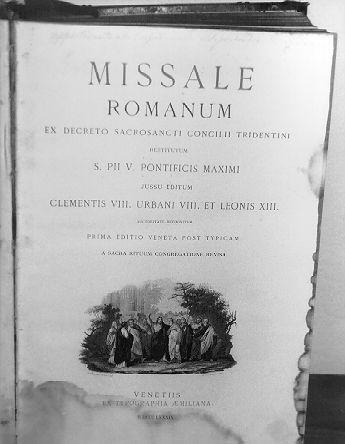 MISSALE
ROMANUM
EX DECRETO SACROSANCTI CONCILII TRIDENTINI
RESTITUTUM
S. PII V. PONTIFICIS MAXIMI
JUSSU EDITUM
CLEMENTIS VIII. URBANI VIII. ET LEONIS XIII.
AUCTORITATE RECOGNITUM
PRIMA EDITIO VENETA POST TYPICAM
A SACRA RITUUM CONGREGATIONE REVISA
VENETIIS
EX TYPOGRAPHIA ÆMILIANA